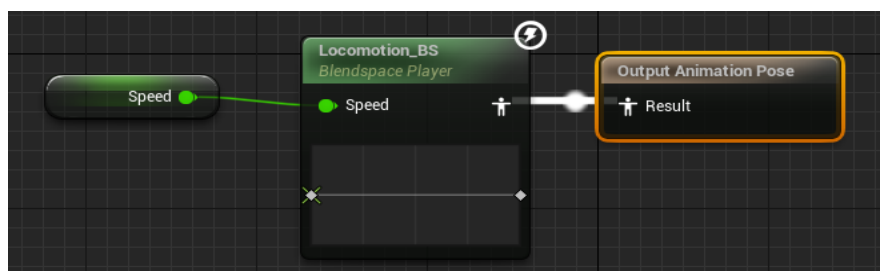 Locomotion_BS
Blendspace Player
Speed
Speed
Output Animation Pose
Result